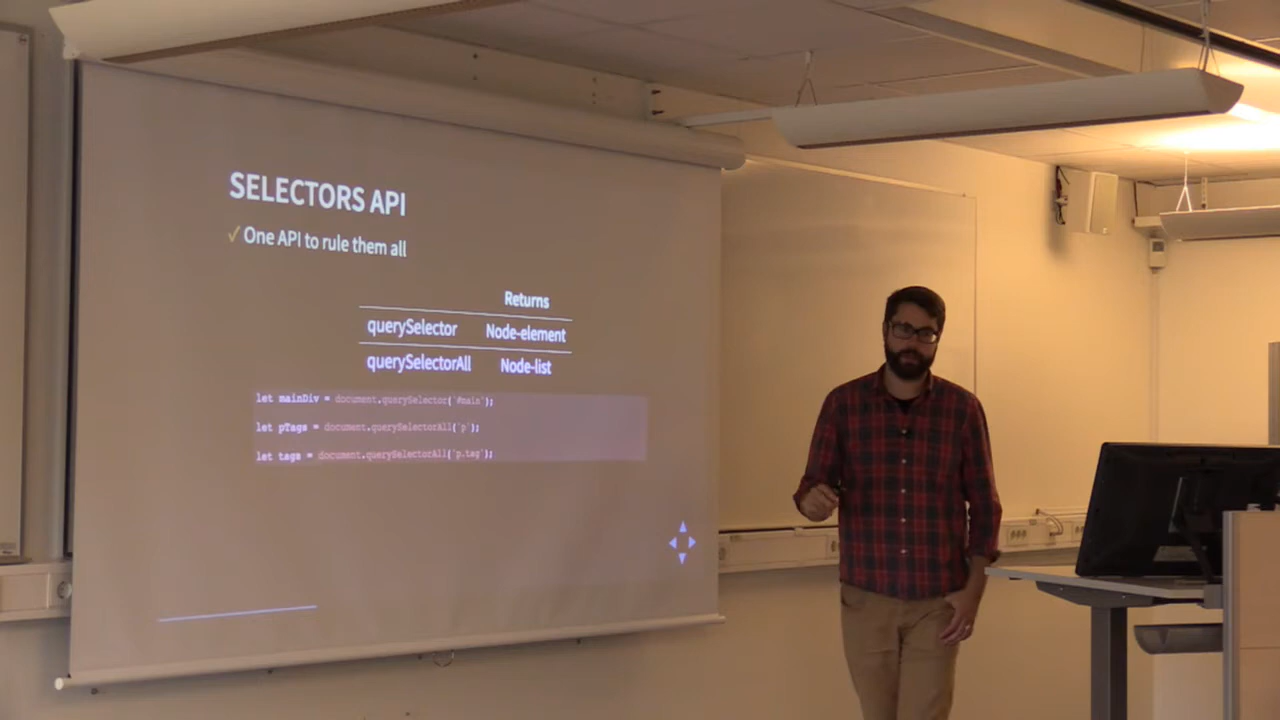 SELECTORS API
✓One API to rule them all
Returns
querySelector Node-element
querySelectorAll Node-list
let mainDiv = document.querySelector('#main');
let pTags = document.querySelectorAll('p');
let tags = document.querySelectorAll('p.tag');